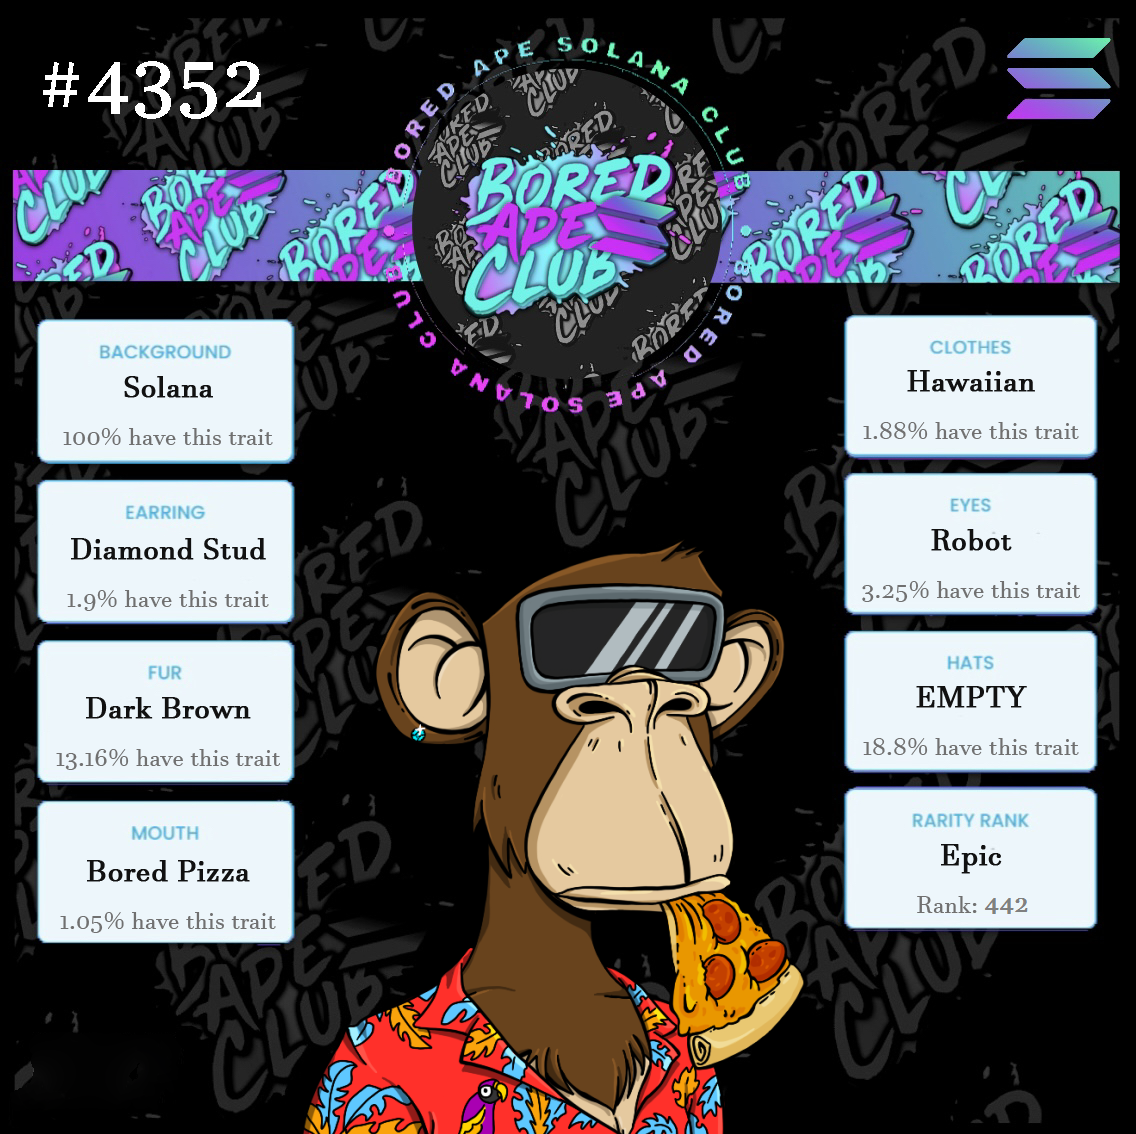 #4352
BORED APE SOLANA CLUB
BORED APE SOLANA CLUB
BORED
APE
CLUB
BACKGROUND
Solana
100% have this trait
EARRING
Diamond Stud
1.9% have this trait
FUR
Dark Brown
13.16% have this trait
MOUTH
Bored Pizza
1.05% have this trait
CLOTHES
Hawaiian
1.88% have this trait
EYES
Robot
3.25% have this trait
HATS
EMPTY
18.8% have this trait
RARITY RANK
Epic
Rank: 442